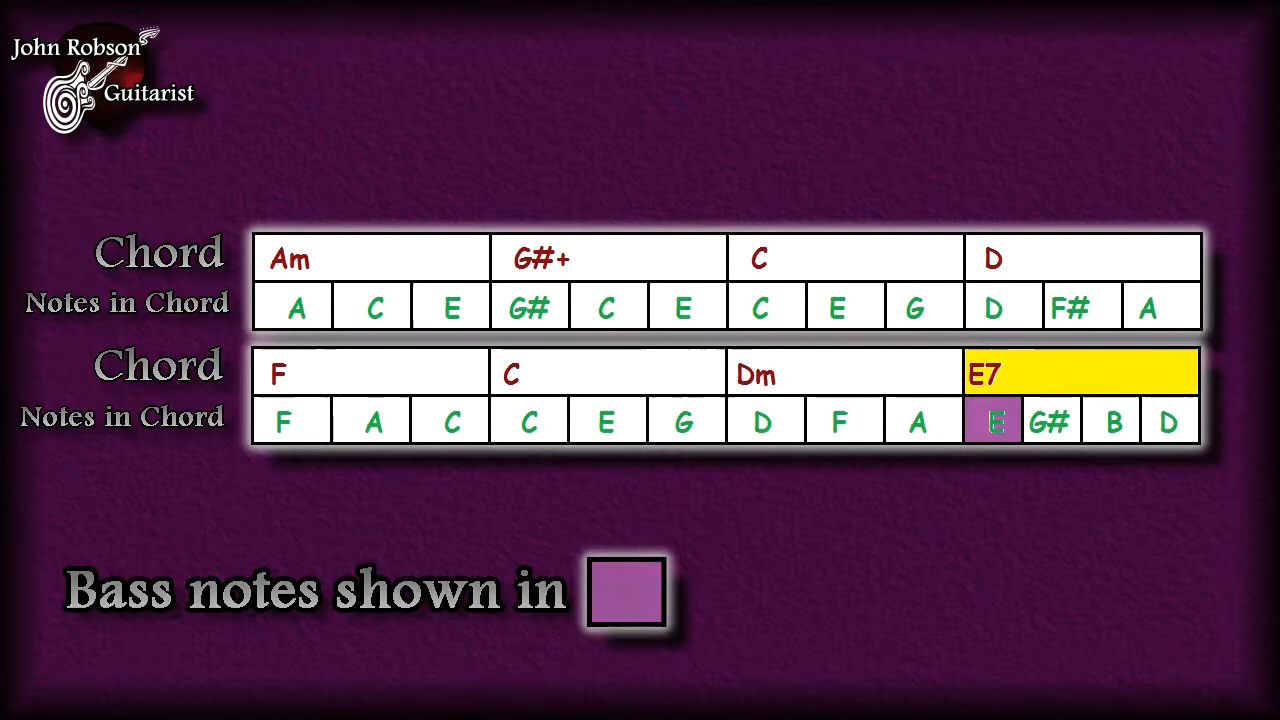 John Robson
Guitarist
Chord Am G#+ C D
Notes in Chord A C E G# C E C E G D F# A
Chord F C Dm E7
Notes in Chord F A C C E G D F A E G# B D
Bass notes shown in